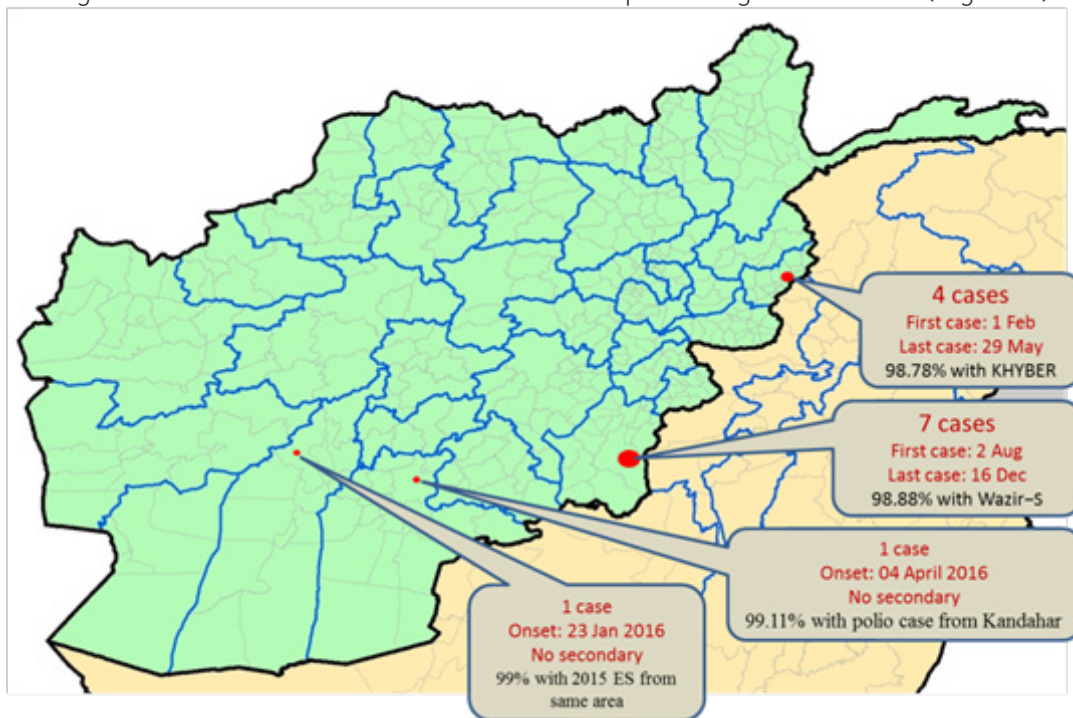 4 cases
First case: 1 Feb
Last case: 29 May
98.78% with KHYBER
7 cases
First case: 2 Aug
Last case: 16 Dec
98.88% with Wazir–S
1 case
Onset: 04 April 2016
No secondary
99.11% with polio case from Kandahar
1 case
Onset: 23 Jan 2016
No secondary
99% with 2015 ES from
same area